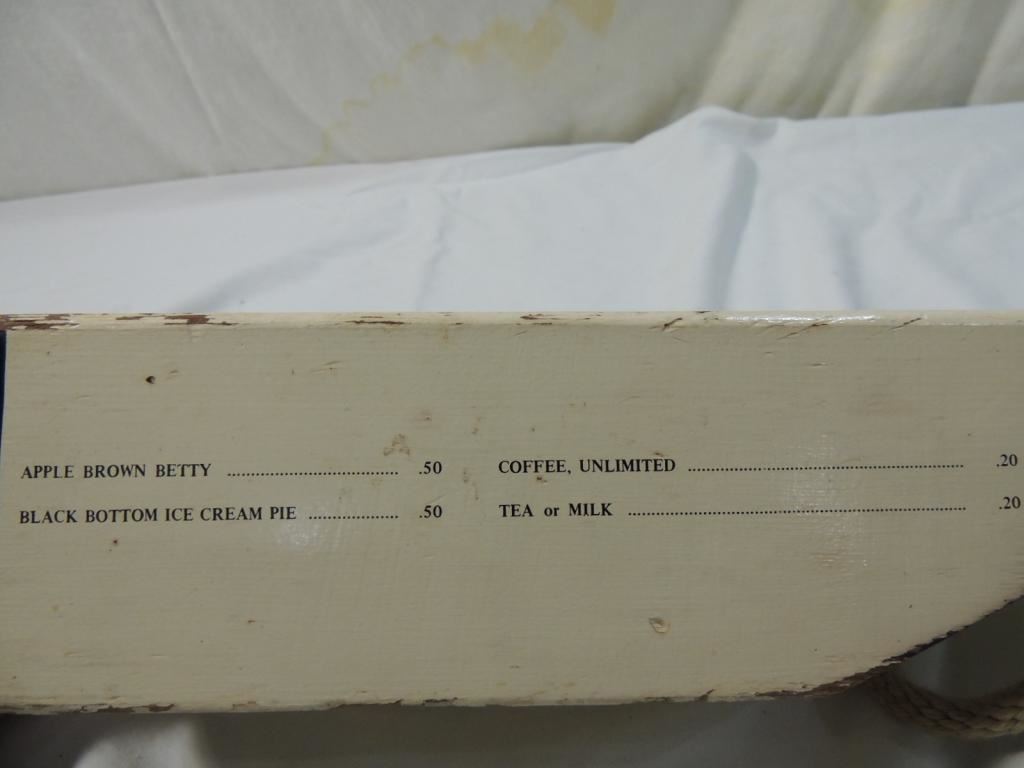 APPLE BROWN BETTY .................................... .50
BLACK BOTTOM ICE CREAM PIE ................... .50
COFFEE, UNLIMITED .......................................................... .20
TEA or MILK ....................................................................... .20